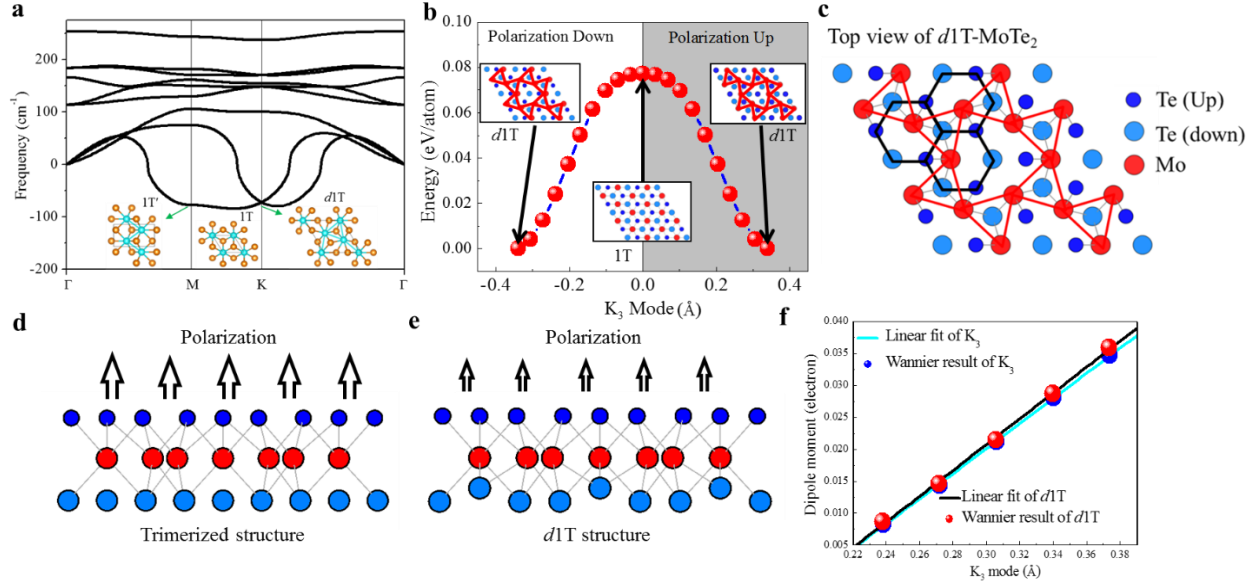 a
Frequency (cm⁻¹)
200
100
0
-100
-200
1T′
1T
d1T
Γ
M
K
Γ
b
Polarization Down
Polarization Up
Energy (eV/atom)
0.10
0.08
0.06
0.04
0.02
0.00
d1T
d1T
1T
-0.4
-0.2
0.0
0.2
0.4
K₃ Mode (Å)
c
Top view of d1T-MoTe₂
Te (Up)
Te (down)
Mo
d
Polarization
Trimerized structure
e
Polarization
d1T structure
f
Dipole moment (electron)
0.040
0.035
0.030
0.025
0.020
0.015
0.010
0.005
Linear fit of K₃
Wannier result of K₃
Linear fit of d1T
Wannier result of d1T
0.22
0.24
0.26
0.28
0.30
0.32
0.34
0.36
0.38
K₃ mode (Å)